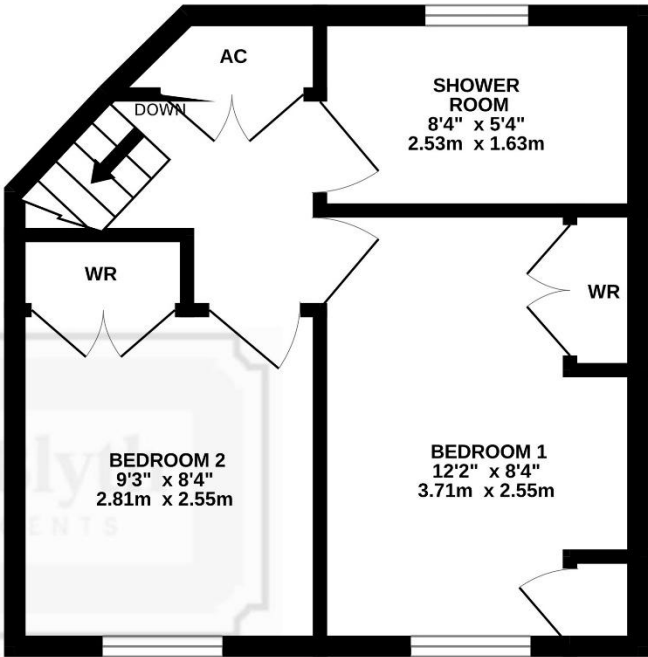 AC
DOWN
SHOWER
ROOM
8'4" x 5'4"
2.53m x 1.63m
WR
WR
BEDROOM 2
9'3" x 8'4"
2.81m x 2.55m
BEDROOM 1
12'2" x 8'4"
3.71m x 2.55m